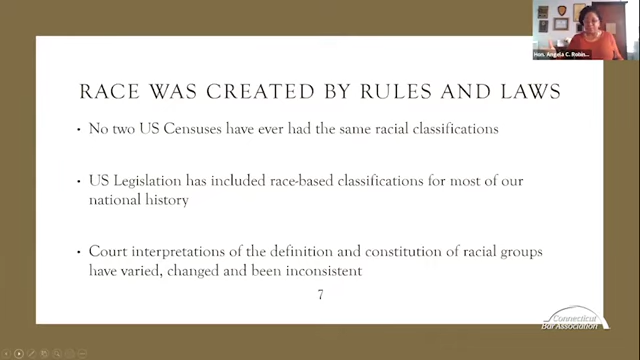 Hon. Angela C. Robin...
RACE WAS CREATED BY RULES AND LAWS
• No two US Censuses have ever had the same racial classifications
• US Legislation has included race-based classifications for most of our
national history
• Court interpretations of the definition and constitution of racial groups
have varied, changed and been inconsistent
7
Connecticut
Bar Association